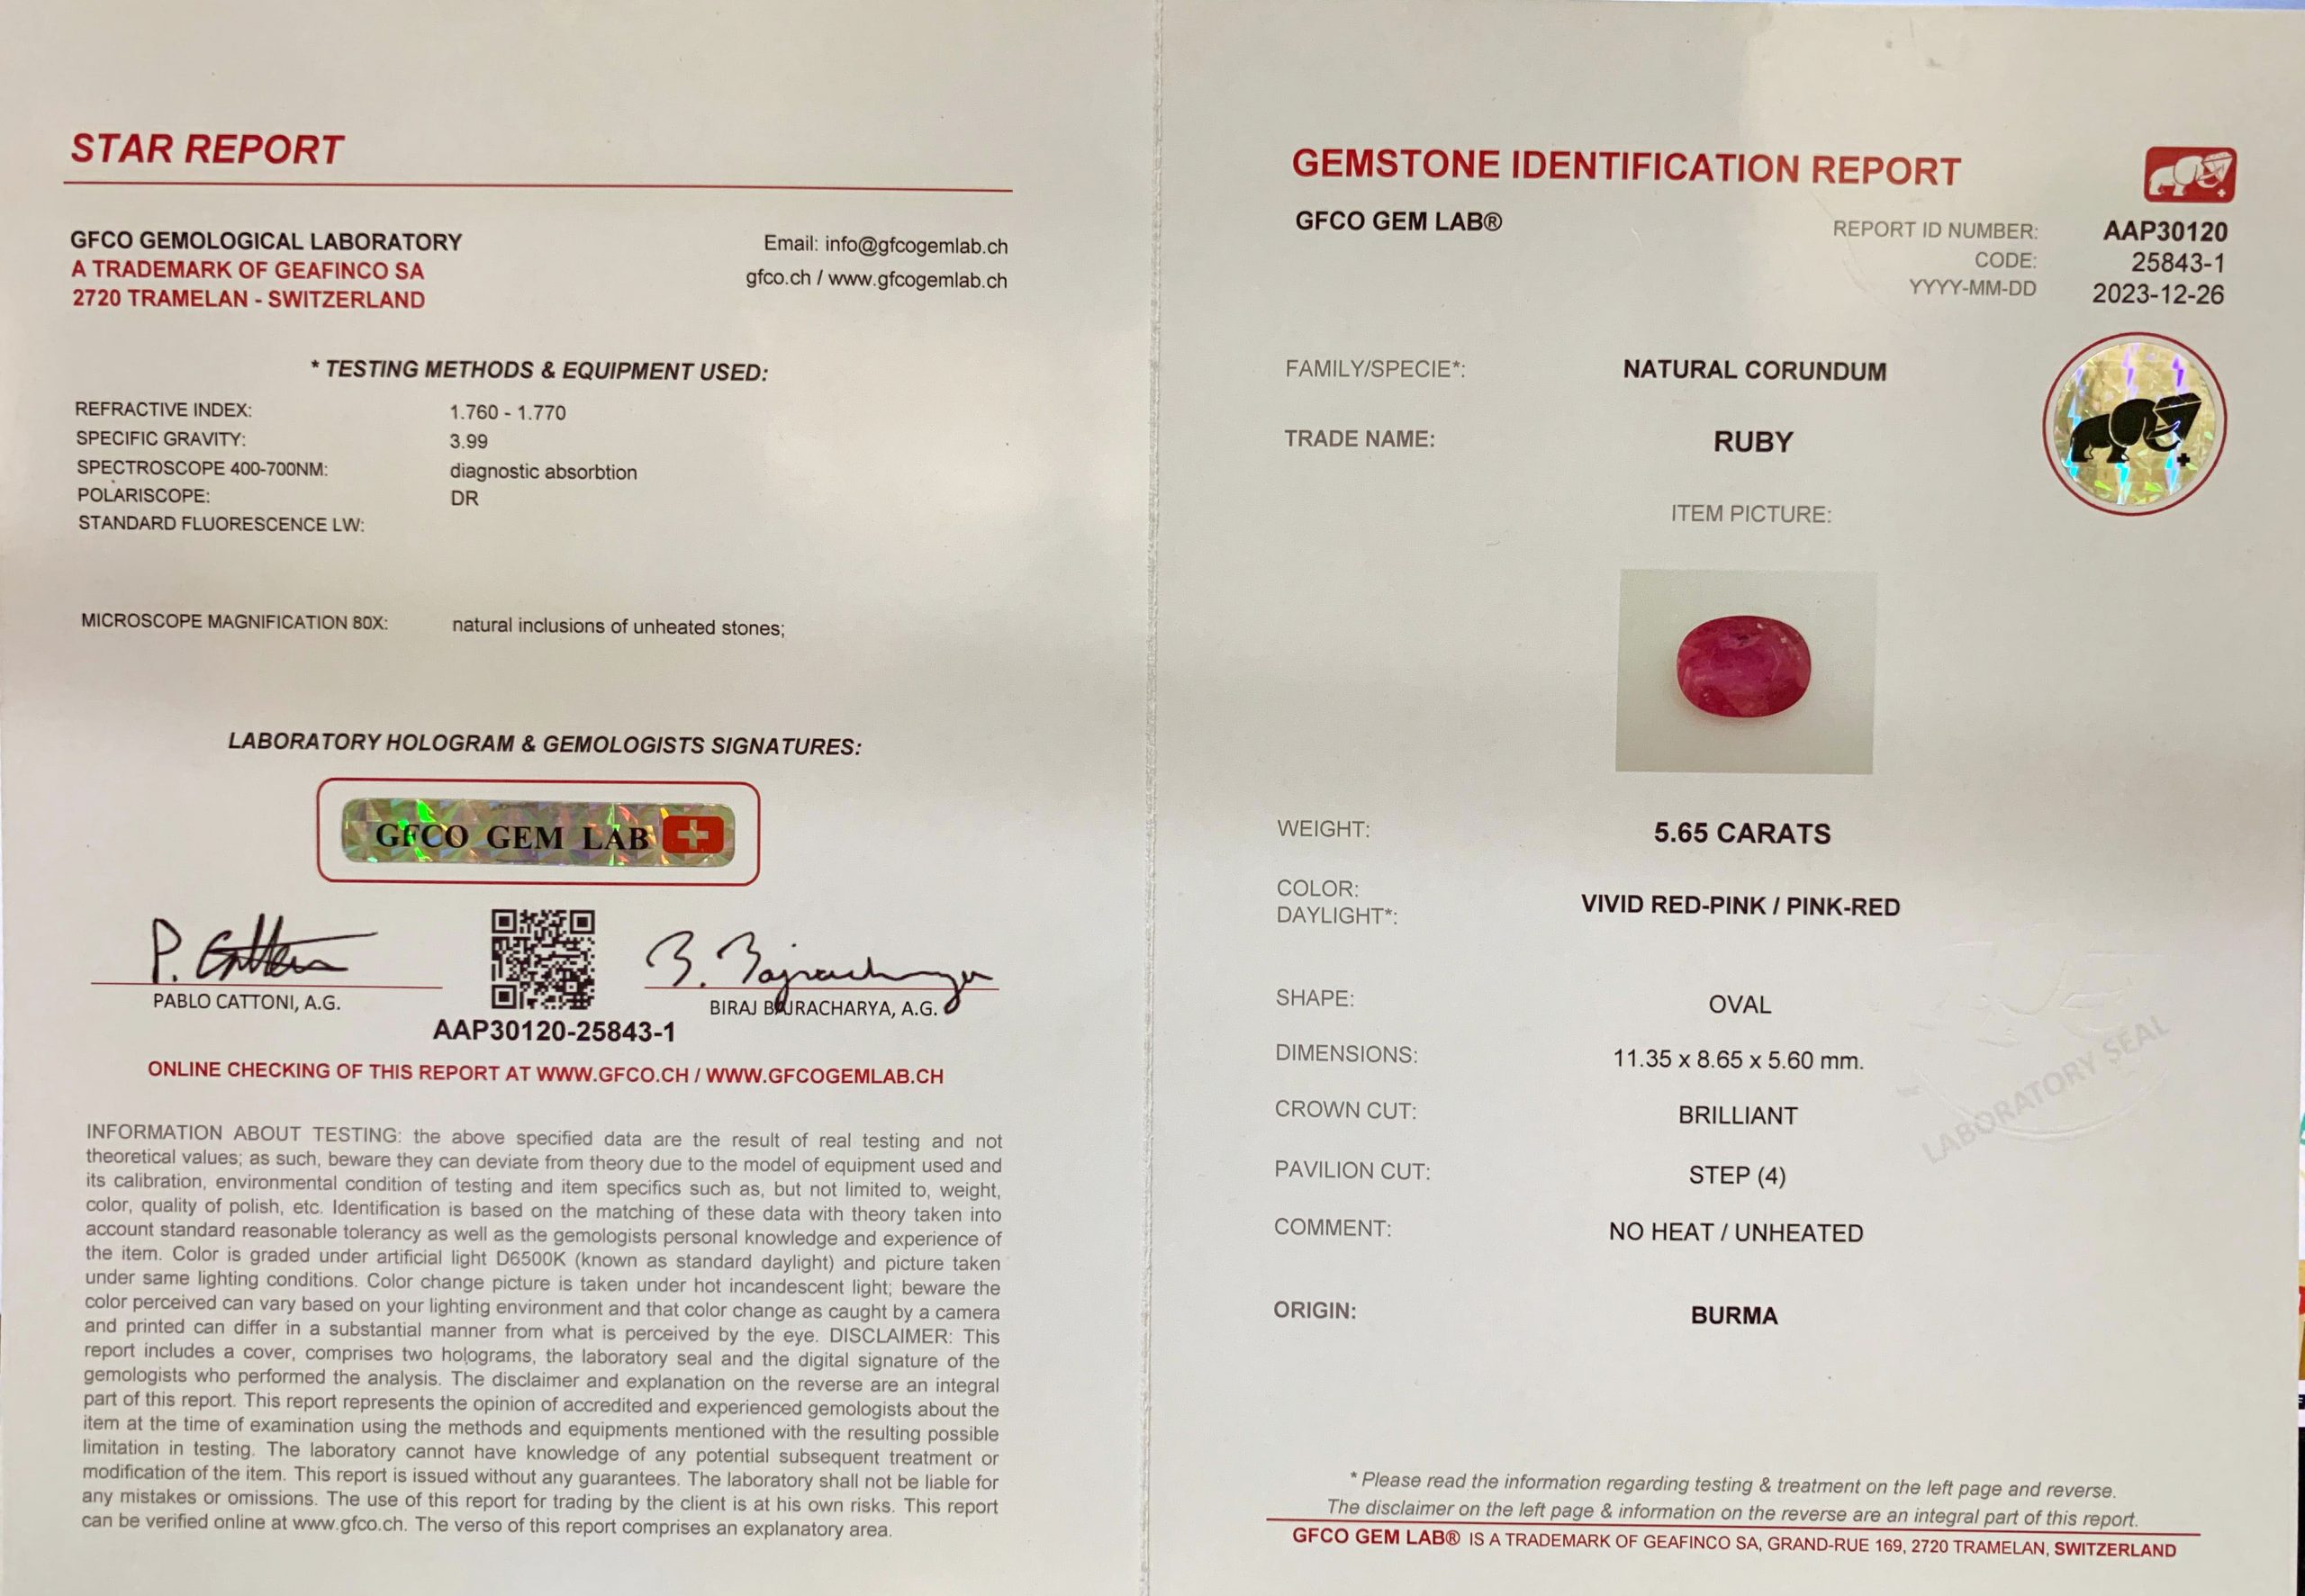 STAR REPORT
GFCO GEMOLOGICAL LABORATORY
A TRADEMARK OF GEAFINCO SA
2720 TRAMELAN - SWITZERLAND
Email: info@gfcogemlab.ch
gfco.ch / www.gfcogemlab.ch
* TESTING METHODS & EQUIPMENT USED:
REFRACTIVE INDEX: 1.760 - 1.770
SPECIFIC GRAVITY: 3.99
SPECTROSCOPE 400-700NM: diagnostic absorbtion
POLARISCOPE: DR
STANDARD FLUORESCENCE LW:
MICROSCOPE MAGNIFICATION 80X: natural inclusions of unheated stones;
LABORATORY HOLOGRAM & GEMOLOGISTS SIGNATURES:
GFCO GEM LAB
P. Cattoni B. Bajracharya
PABLO CATTONI, A.G. BIRAJ BAJRACHARYA, A.G.
AAP30120-25843-1
ONLINE CHECKING OF THIS REPORT AT WWW.GFCO.CH / WWW.GFCOGEMLAB.CH
INFORMATION ABOUT TESTING: the above specified data are the result of real testing and not
theoretical values; as such, beware they can deviate from theory due to the model of equipment used and
its calibration, environmental condition of testing and item specifics such as, but not limited to, weight,
color, quality of polish, etc. Identification is based on the matching of these data with theory taken into
account standard reasonable tolerancy as well as the gemologists personal knowledge and experience of
the item. Color is graded under artificial light D6500K (known as standard daylight) and picture taken
under same lighting conditions. Color change picture is taken under hot incandescent light; beware the
color perceived can vary based on your lighting environment and that color change as caught by a camera
and printed can differ in a substantial manner from what is perceived by the eye. DISCLAIMER: This
report includes a cover, comprises two holograms, the laboratory seal and the digital signature of the
gemologists who performed the analysis. The disclaimer and explanation on the reverse are an integral
part of this report. This report represents the opinion of accredited and experienced gemologists about the
item at the time of examination using the methods and equipments mentioned with the resulting possible
limitation in testing. The laboratory cannot have knowledge of any potential subsequent treatment or
modification of the item. This report is issued without any guarantees. The laboratory shall not be liable for
any mistakes or omissions. The use of this report for trading by the client is at his own risks. This report
can be verified online at www.gfco.ch. The verso of this report comprises an explanatory area.
GEMSTONE IDENTIFICATION REPORT
GFCO GEM LAB®
REPORT ID NUMBER: AAP30120
CODE: 25843-1
YYYY-MM-DD 2023-12-26
FAMILY/SPECIE*: NATURAL CORUNDUM
TRADE NAME: RUBY
ITEM PICTURE:
WEIGHT: 5.65 CARATS
COLOR:
DAYLIGHT*: VIVID RED-PINK / PINK-RED
SHAPE: OVAL
DIMENSIONS: 11.35 x 8.65 x 5.60 mm.
CROWN CUT: BRILLIANT
PAVILION CUT: STEP (4)
COMMENT: NO HEAT / UNHEATED
ORIGIN: BURMA
LABORATORY SEAL
* Please read the information regarding testing & treatment on the left page and reverse.
The disclaimer on the left page & information on the reverse are an integral part of this report.
GFCO GEM LAB® IS A TRADEMARK OF GEAFINCO SA, GRAND-RUE 169, 2720 TRAMELAN, SWITZERLAND